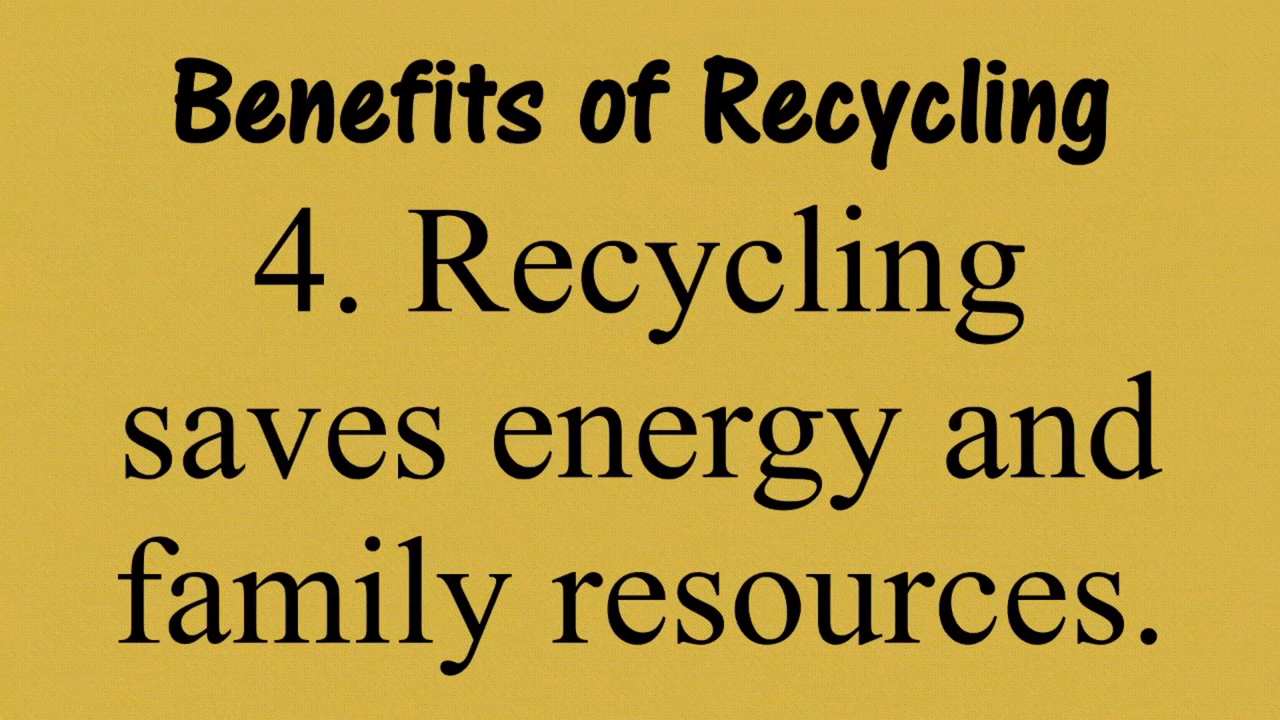 Benefits of Recycling
4. Recycling
saves energy and
family resources.